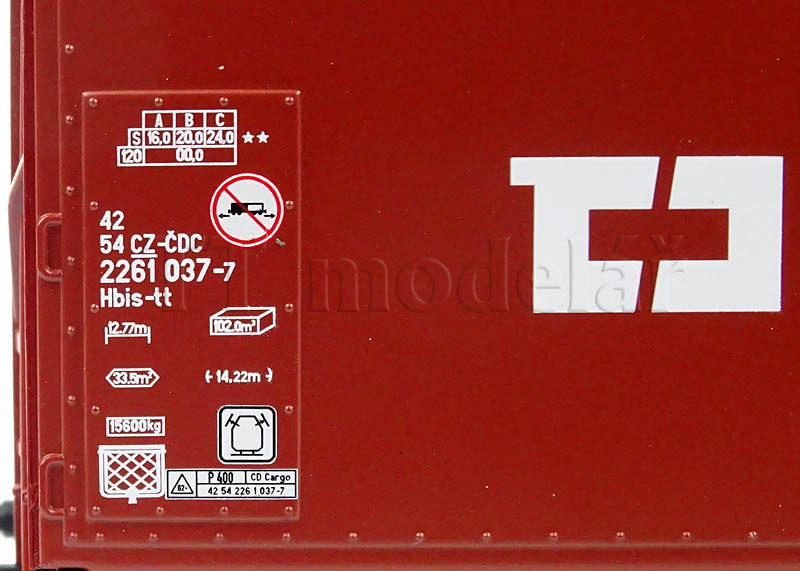 A B C
S 16.0 20.0 24.0 ★★
120 00,0
42
54 CZ-ČDC
2261 037-7
Hbis-tt
12.77m 102.0m³
33.5m² (- 14,22m -)
15600kg
P 400 CD Cargo
42 54 226 1 037-7
modelář